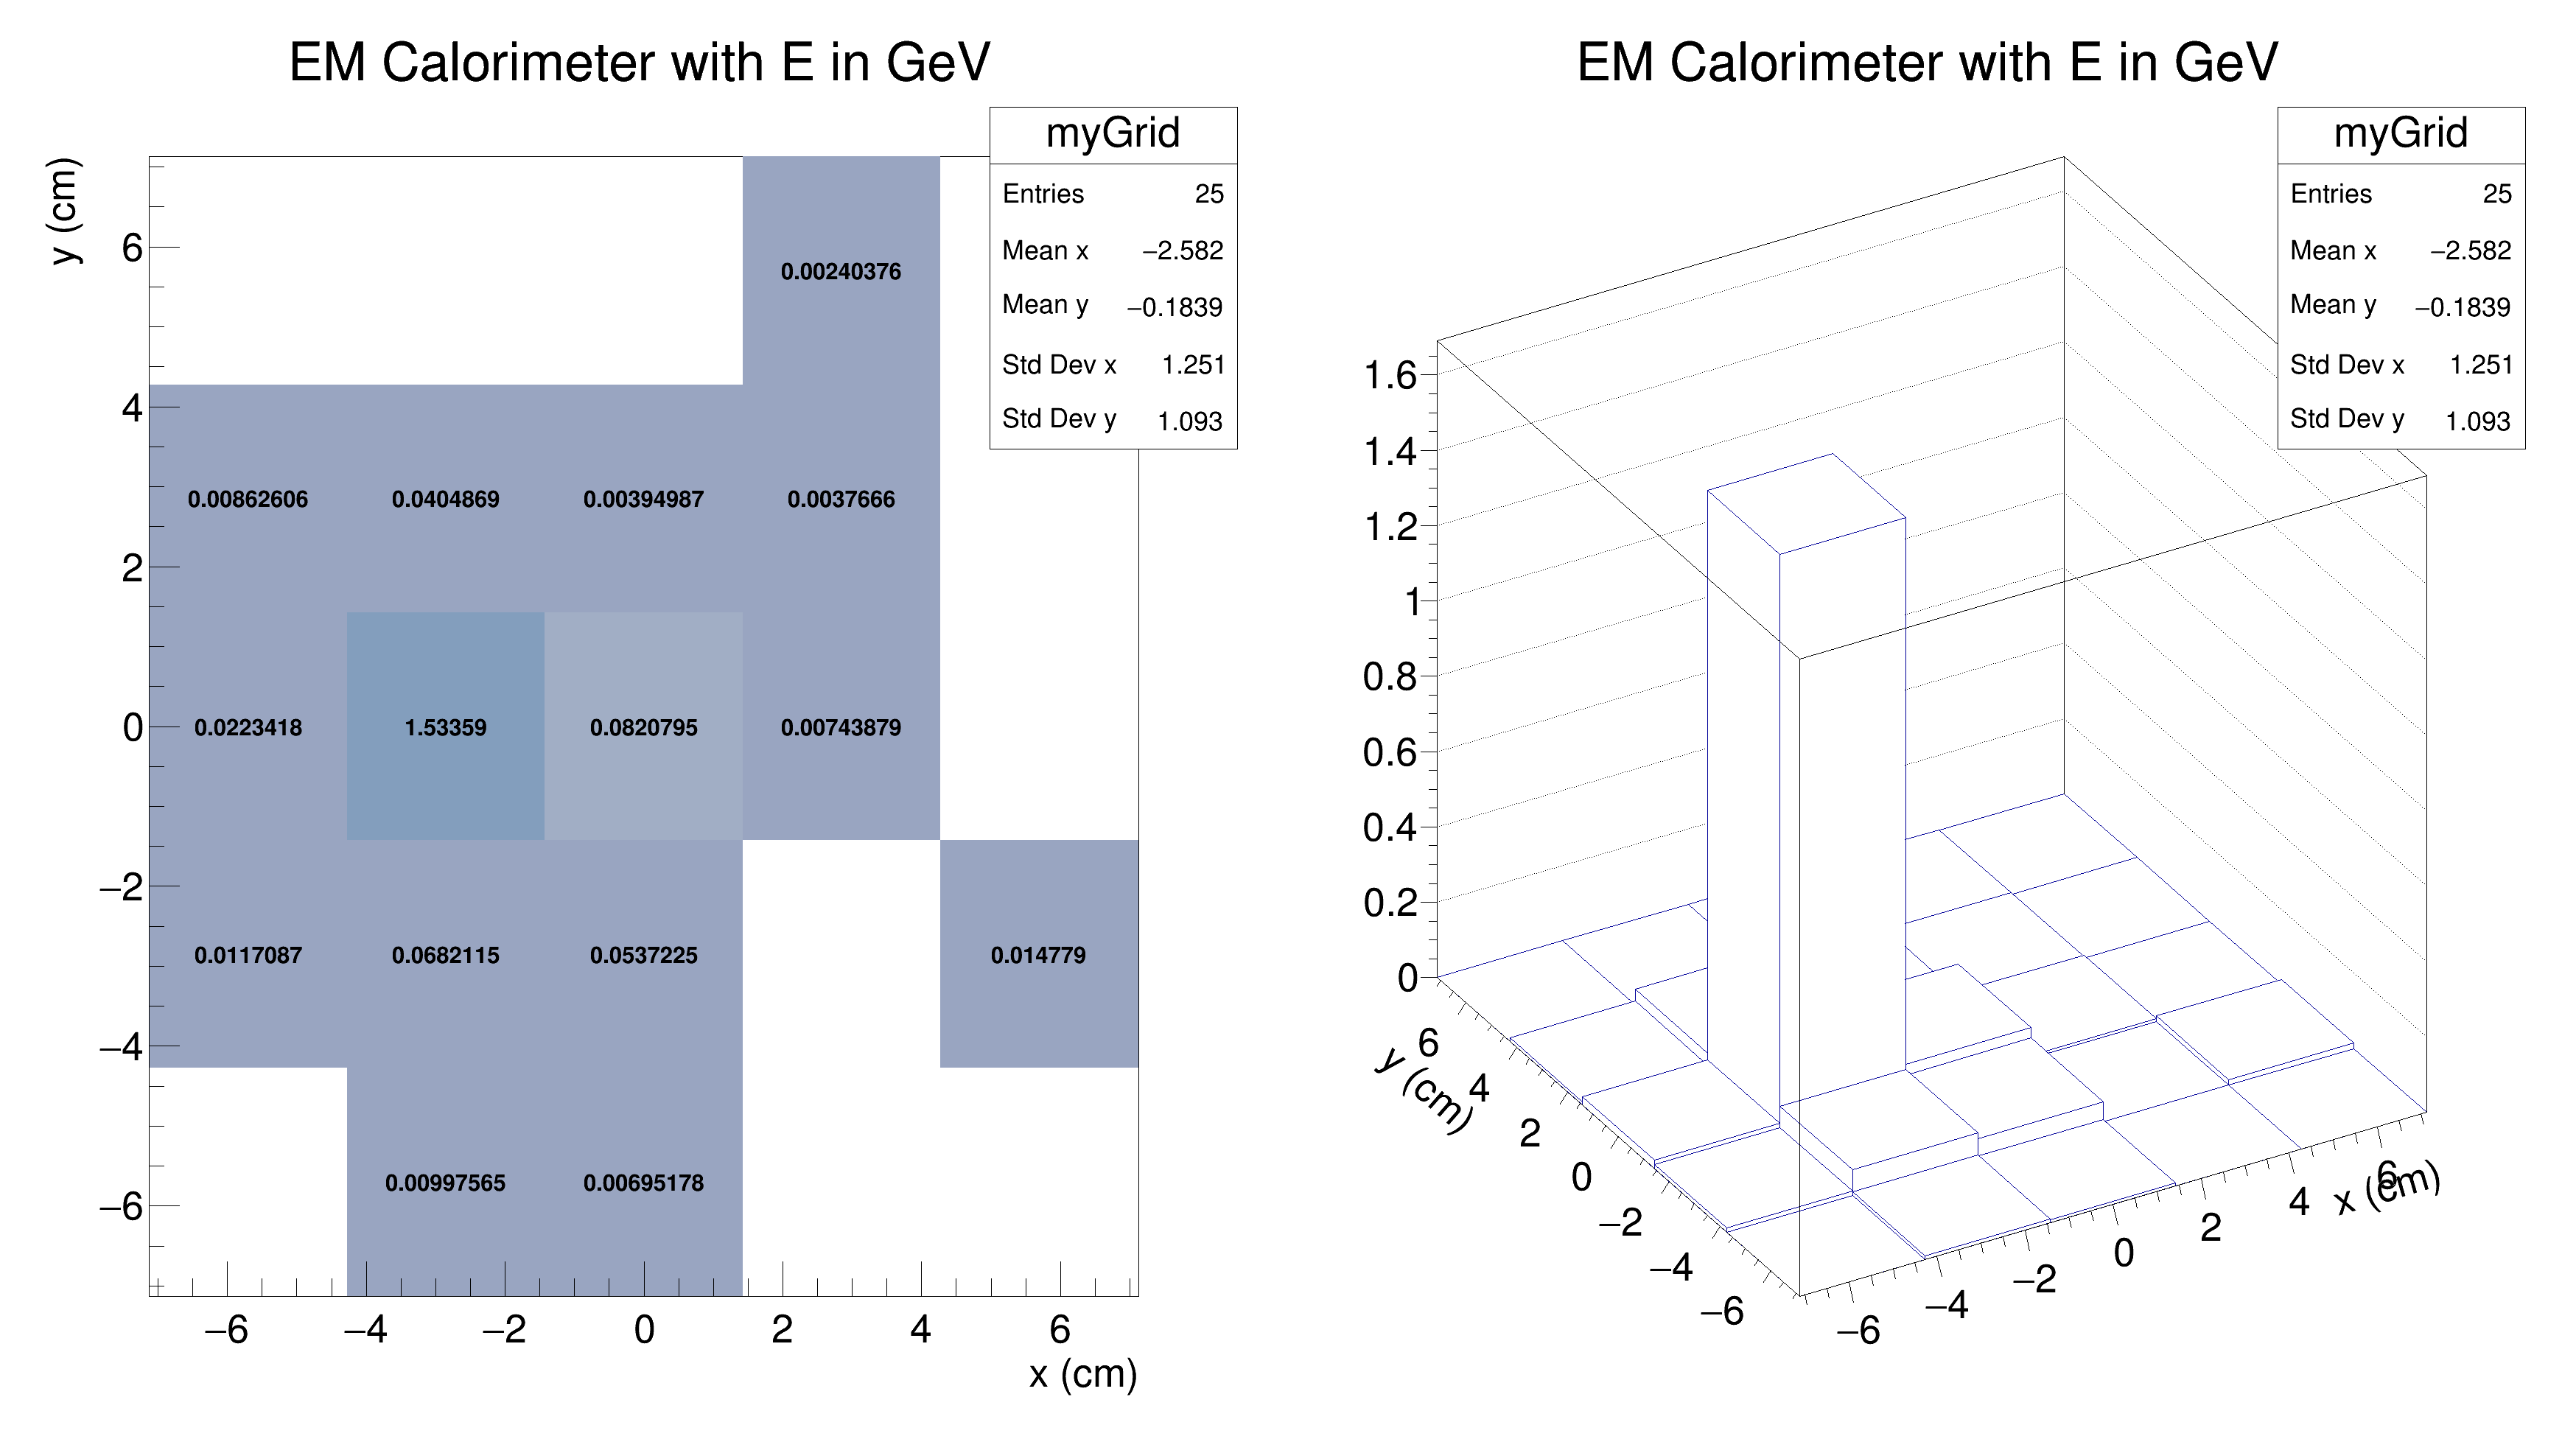 EM Calorimeter with E in GeV
y (cm)
myGrid
Entries 25
Mean x −2.582
Mean y −0.1839
Std Dev x 1.251
Std Dev y 1.093
6
4
2
0
−2
−4
−6
0.00240376
0.00862606 0.0404869 0.00394987 0.0037666
0.0223418 1.53359 0.0820795 0.00743879
0.0117087 0.0682115 0.0537225 0.014779
0.00997565 0.00695178
−6 −4 −2 0 2 4 6
x (cm)
EM Calorimeter with E in GeV
myGrid
Entries 25
Mean x −2.582
Mean y −0.1839
Std Dev x 1.251
Std Dev y 1.093
1.6
1.4
1.2
1
0.8
0.6
0.4
0.2
0
y (cm)
6
4
2
0
−2
−4
−6
−6
−4
−2
0
2
4
6
x (cm)